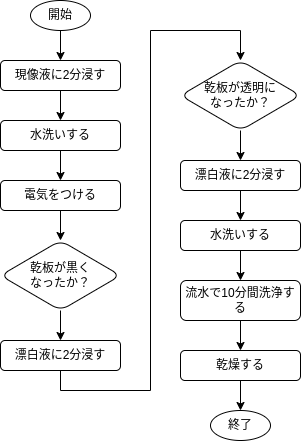 開始
現像液に2分浸す
水洗いする
電気をつける
乾板が黒く
なったか？
漂白液に2分浸す
乾板が透明に
なったか？
漂白液に2分浸す
水洗いする
流水で10分間洗浄す
る
乾燥する
終了